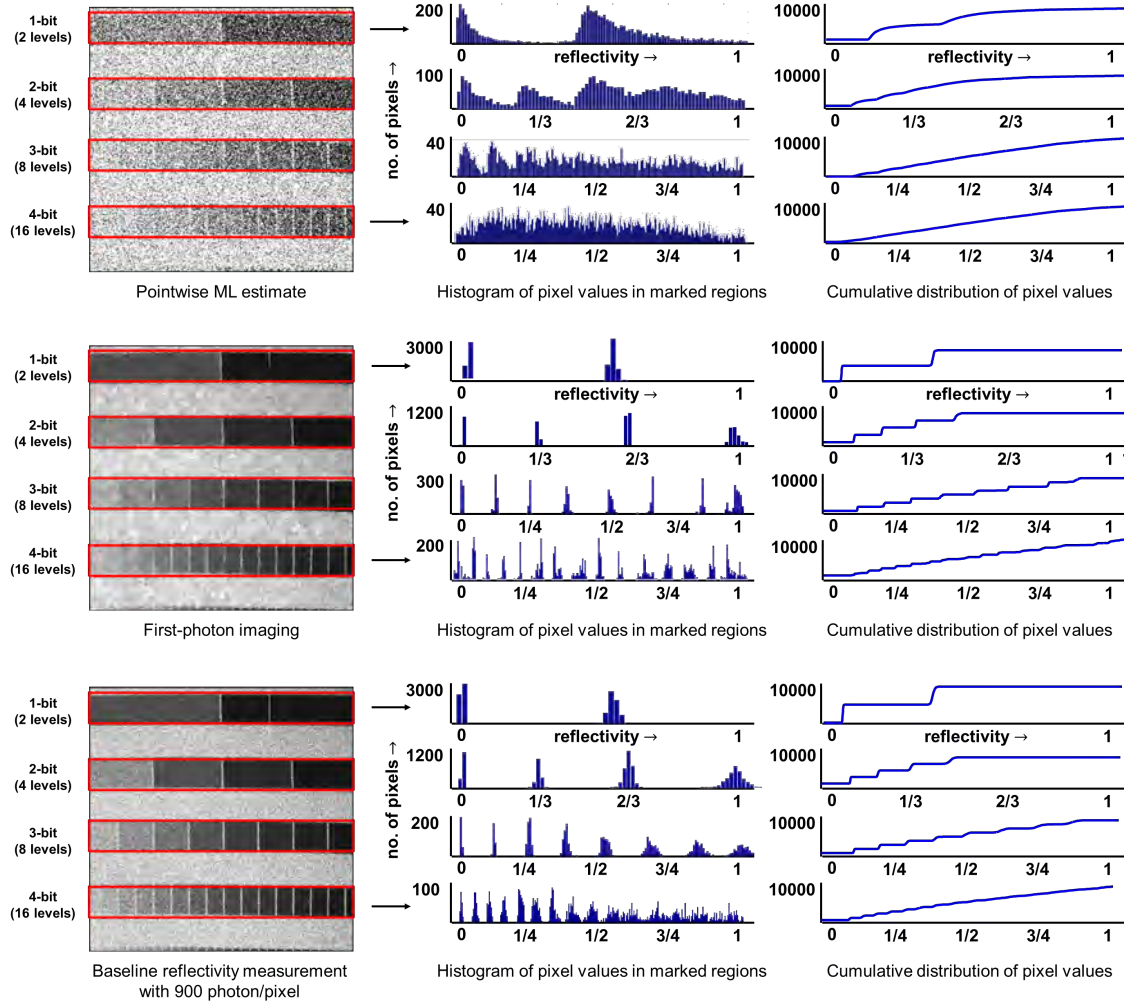 1-bit
(2 levels)
2-bit
(4 levels)
3-bit
(8 levels)
4-bit
(16 levels)
Pointwise ML estimate
no. of pixels →
200
0
reflectivity →
1
100
0
1/3
2/3
1
40
0
1/4
1/2
3/4
1
40
0
1/4
1/2
3/4
1
Histogram of pixel values in marked regions
10000
0
reflectivity →
1
10000
0
1/3
2/3
1
10000
0
1/4
1/2
3/4
1
10000
0
1/4
1/2
3/4
1
Cumulative distribution of pixel values
1-bit
(2 levels)
2-bit
(4 levels)
3-bit
(8 levels)
4-bit
(16 levels)
First-photon imaging
no. of pixels →
3000
0
reflectivity →
1
1200
0
1/3
2/3
1
300
0
1/4
1/2
3/4
1
200
0
1/4
1/2
3/4
1
Histogram of pixel values in marked regions
10000
0
reflectivity →
1
10000
0
1/3
2/3
1
10000
0
1/4
1/2
3/4
1
10000
0
1/4
1/2
3/4
1
Cumulative distribution of pixel values
1-bit
(2 levels)
2-bit
(4 levels)
3-bit
(8 levels)
4-bit
(16 levels)
Baseline reflectivity measurement
with 900 photon/pixel
no. of pixels →
3000
0
reflectivity →
1
1200
0
1/3
2/3
1
200
0
1/4
1/2
3/4
1
100
0
1/4
1/2
3/4
1
Histogram of pixel values in marked regions
10000
0
reflectivity →
1
10000
0
1/3
2/3
1
10000
0
1/4
1/2
3/4
1
10000
0
1/4
1/2
3/4
1
Cumulative distribution of pixel values